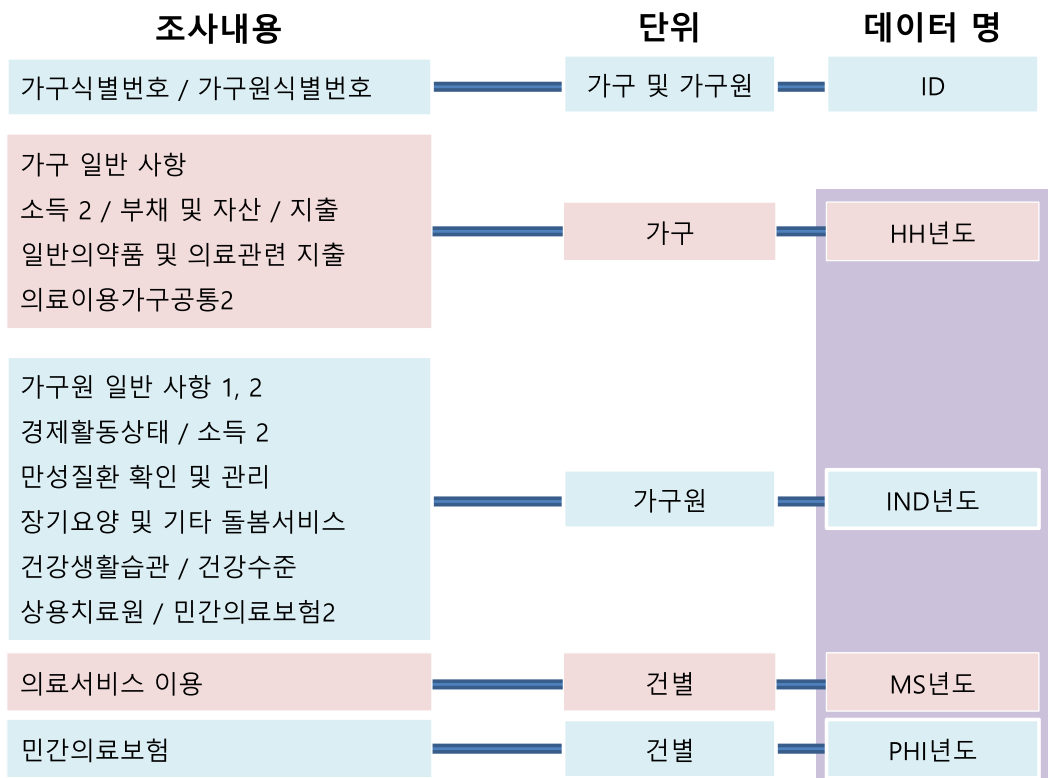 조사내용 단위 데이터 명
가구식별번호 / 가구원식별번호 가구 및 가구원 ID
가구 일반 사항
소득 2 / 부채 및 자산 / 지출
일반의약품 및 의료관련 지출
의료이용가구공통2
가구 HH년도
가구원 일반 사항 1, 2
경제활동상태 / 소득 2
만성질환 확인 및 관리
장기요양 및 기타 돌봄서비스
건강생활습관 / 건강수준
상용치료원 / 민간의료보험2
가구원 IND년도
의료서비스 이용 건별 MS년도
민간의료보험 건별 PHI년도